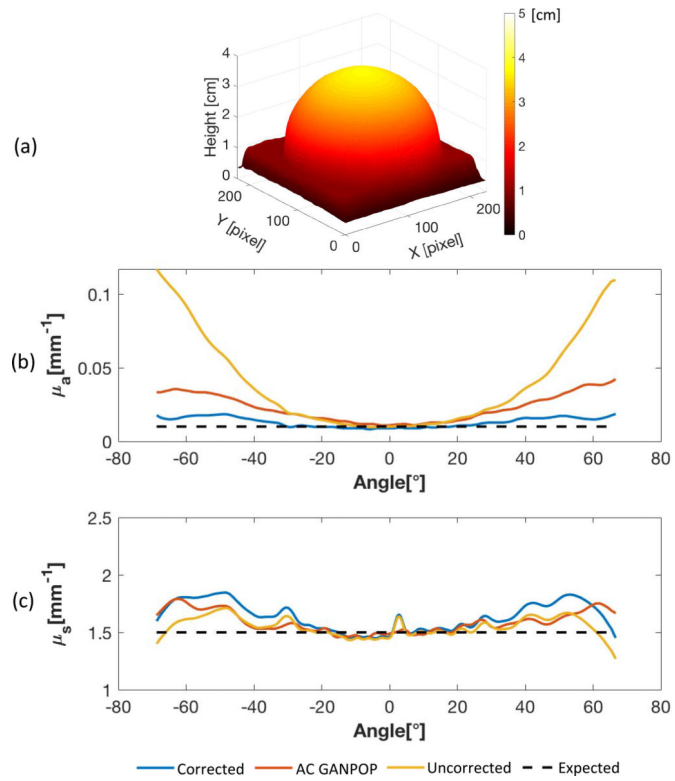 (a)
Height [cm]
4
3
2
1
0
200
100
0
Y [pixel]
0
100
200
X [pixel]
5 [cm]
4
3
2
1
0
(b)
μa[mm-1]
0.1
0.05
0
-80 -60 -40 -20 0 20 40 60 80
Angle[°]
(c)
μs[mm-1]
2.5
2
1.5
1
-80 -60 -40 -20 0 20 40 60 80
Angle[°]
Corrected AC GANPOP Uncorrected Expected